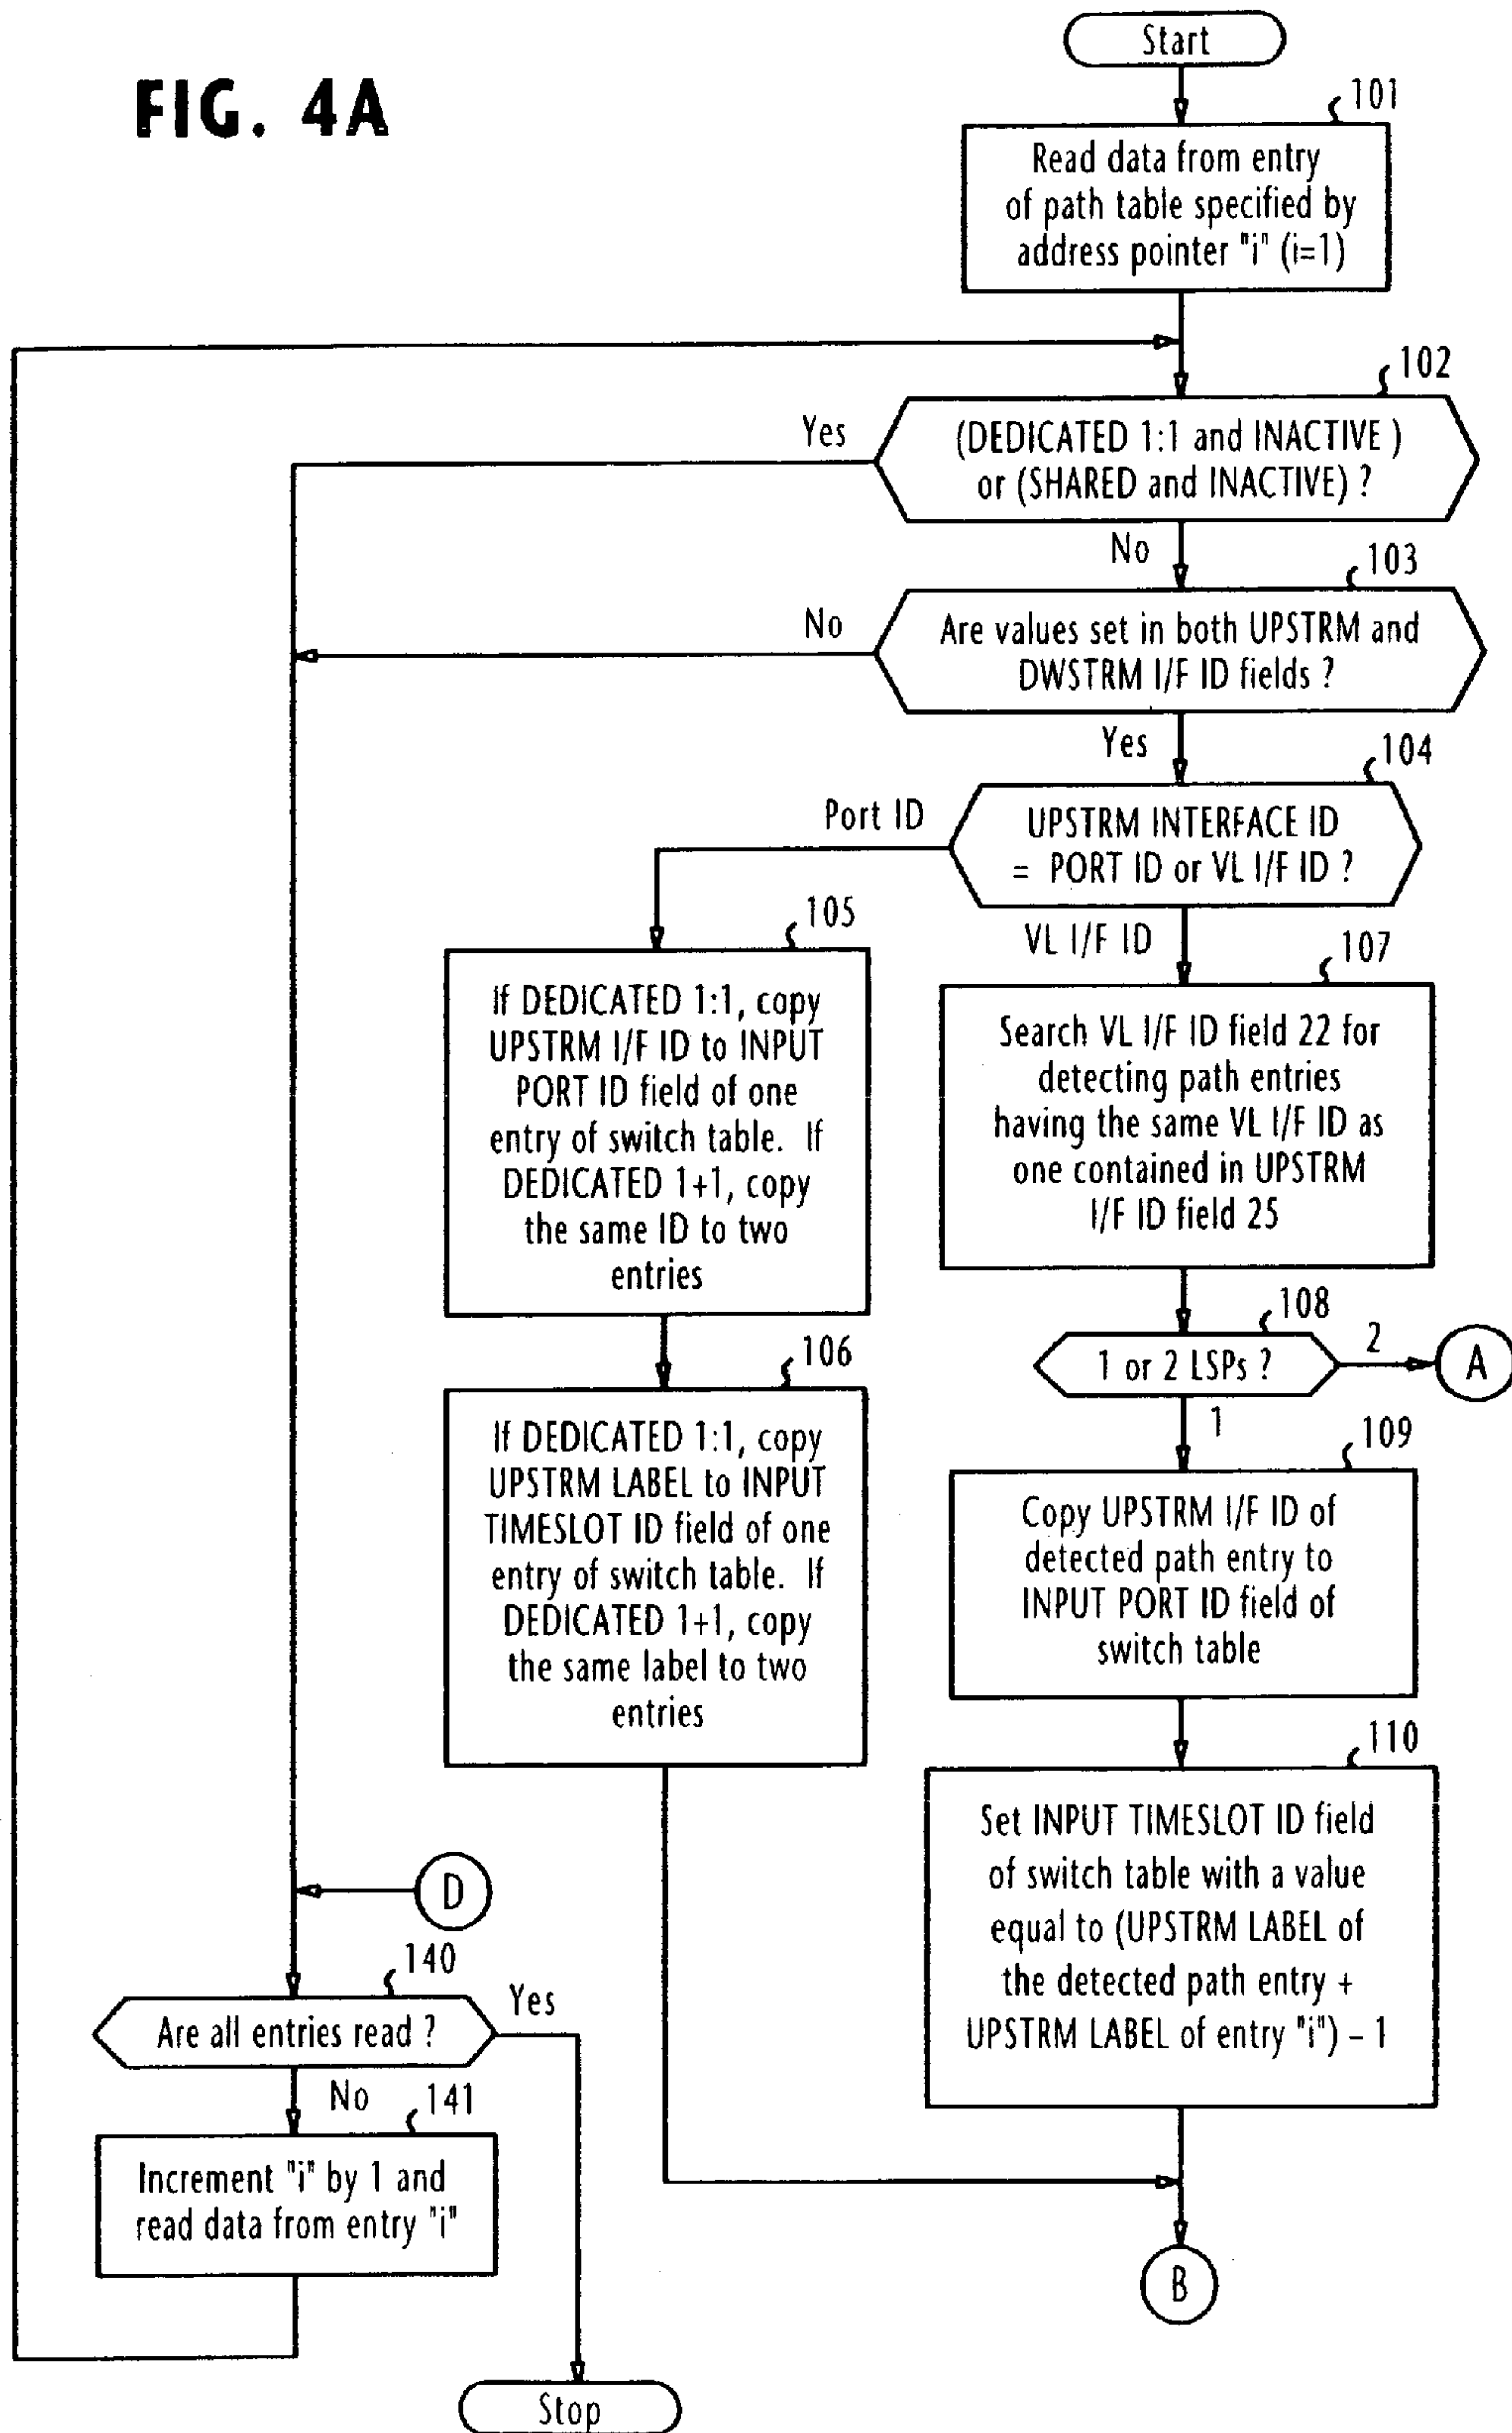 FIG. 4A
Start
101
Read data from entry
of path table specified by
address pointer "i" (i=1)
102
Yes
(DEDICATED 1:1 and INACTIVE )
or (SHARED and INACTIVE) ?
No
103
No
Are values set in both UPSTRM and
DWSTRM I/F ID fields ?
Yes
104
Port ID
UPSTRM INTERFACE ID
= PORT ID or VL I/F ID ?
105
VL I/F ID
107
If DEDICATED 1:1, copy
UPSTRM I/F ID to INPUT
PORT ID field of one
entry of switch table. If
DEDICATED 1+1, copy
the same ID to two
entries
Search VL I/F ID field 22 for
detecting path entries
having the same VL I/F ID as
one contained in UPSTRM
I/F ID field 25
108
1 or 2 LSPs ?
2
A
1
106
If DEDICATED 1:1, copy
UPSTRM LABEL to INPUT
TIMESLOT ID field of one
entry of switch table. If
DEDICATED 1+1, copy
the same label to two
entries
109
Copy UPSTRM I/F ID of
detected path entry to
INPUT PORT ID field of
switch table
110
Set INPUT TIMESLOT ID field
of switch table with a value
equal to (UPSTRM LABEL of
the detected path entry +
UPSTRM LABEL of entry "i") – 1
D
140
Are all entries read ?
Yes
No
141
Increment "i" by 1 and
read data from entry "i"
B
Stop